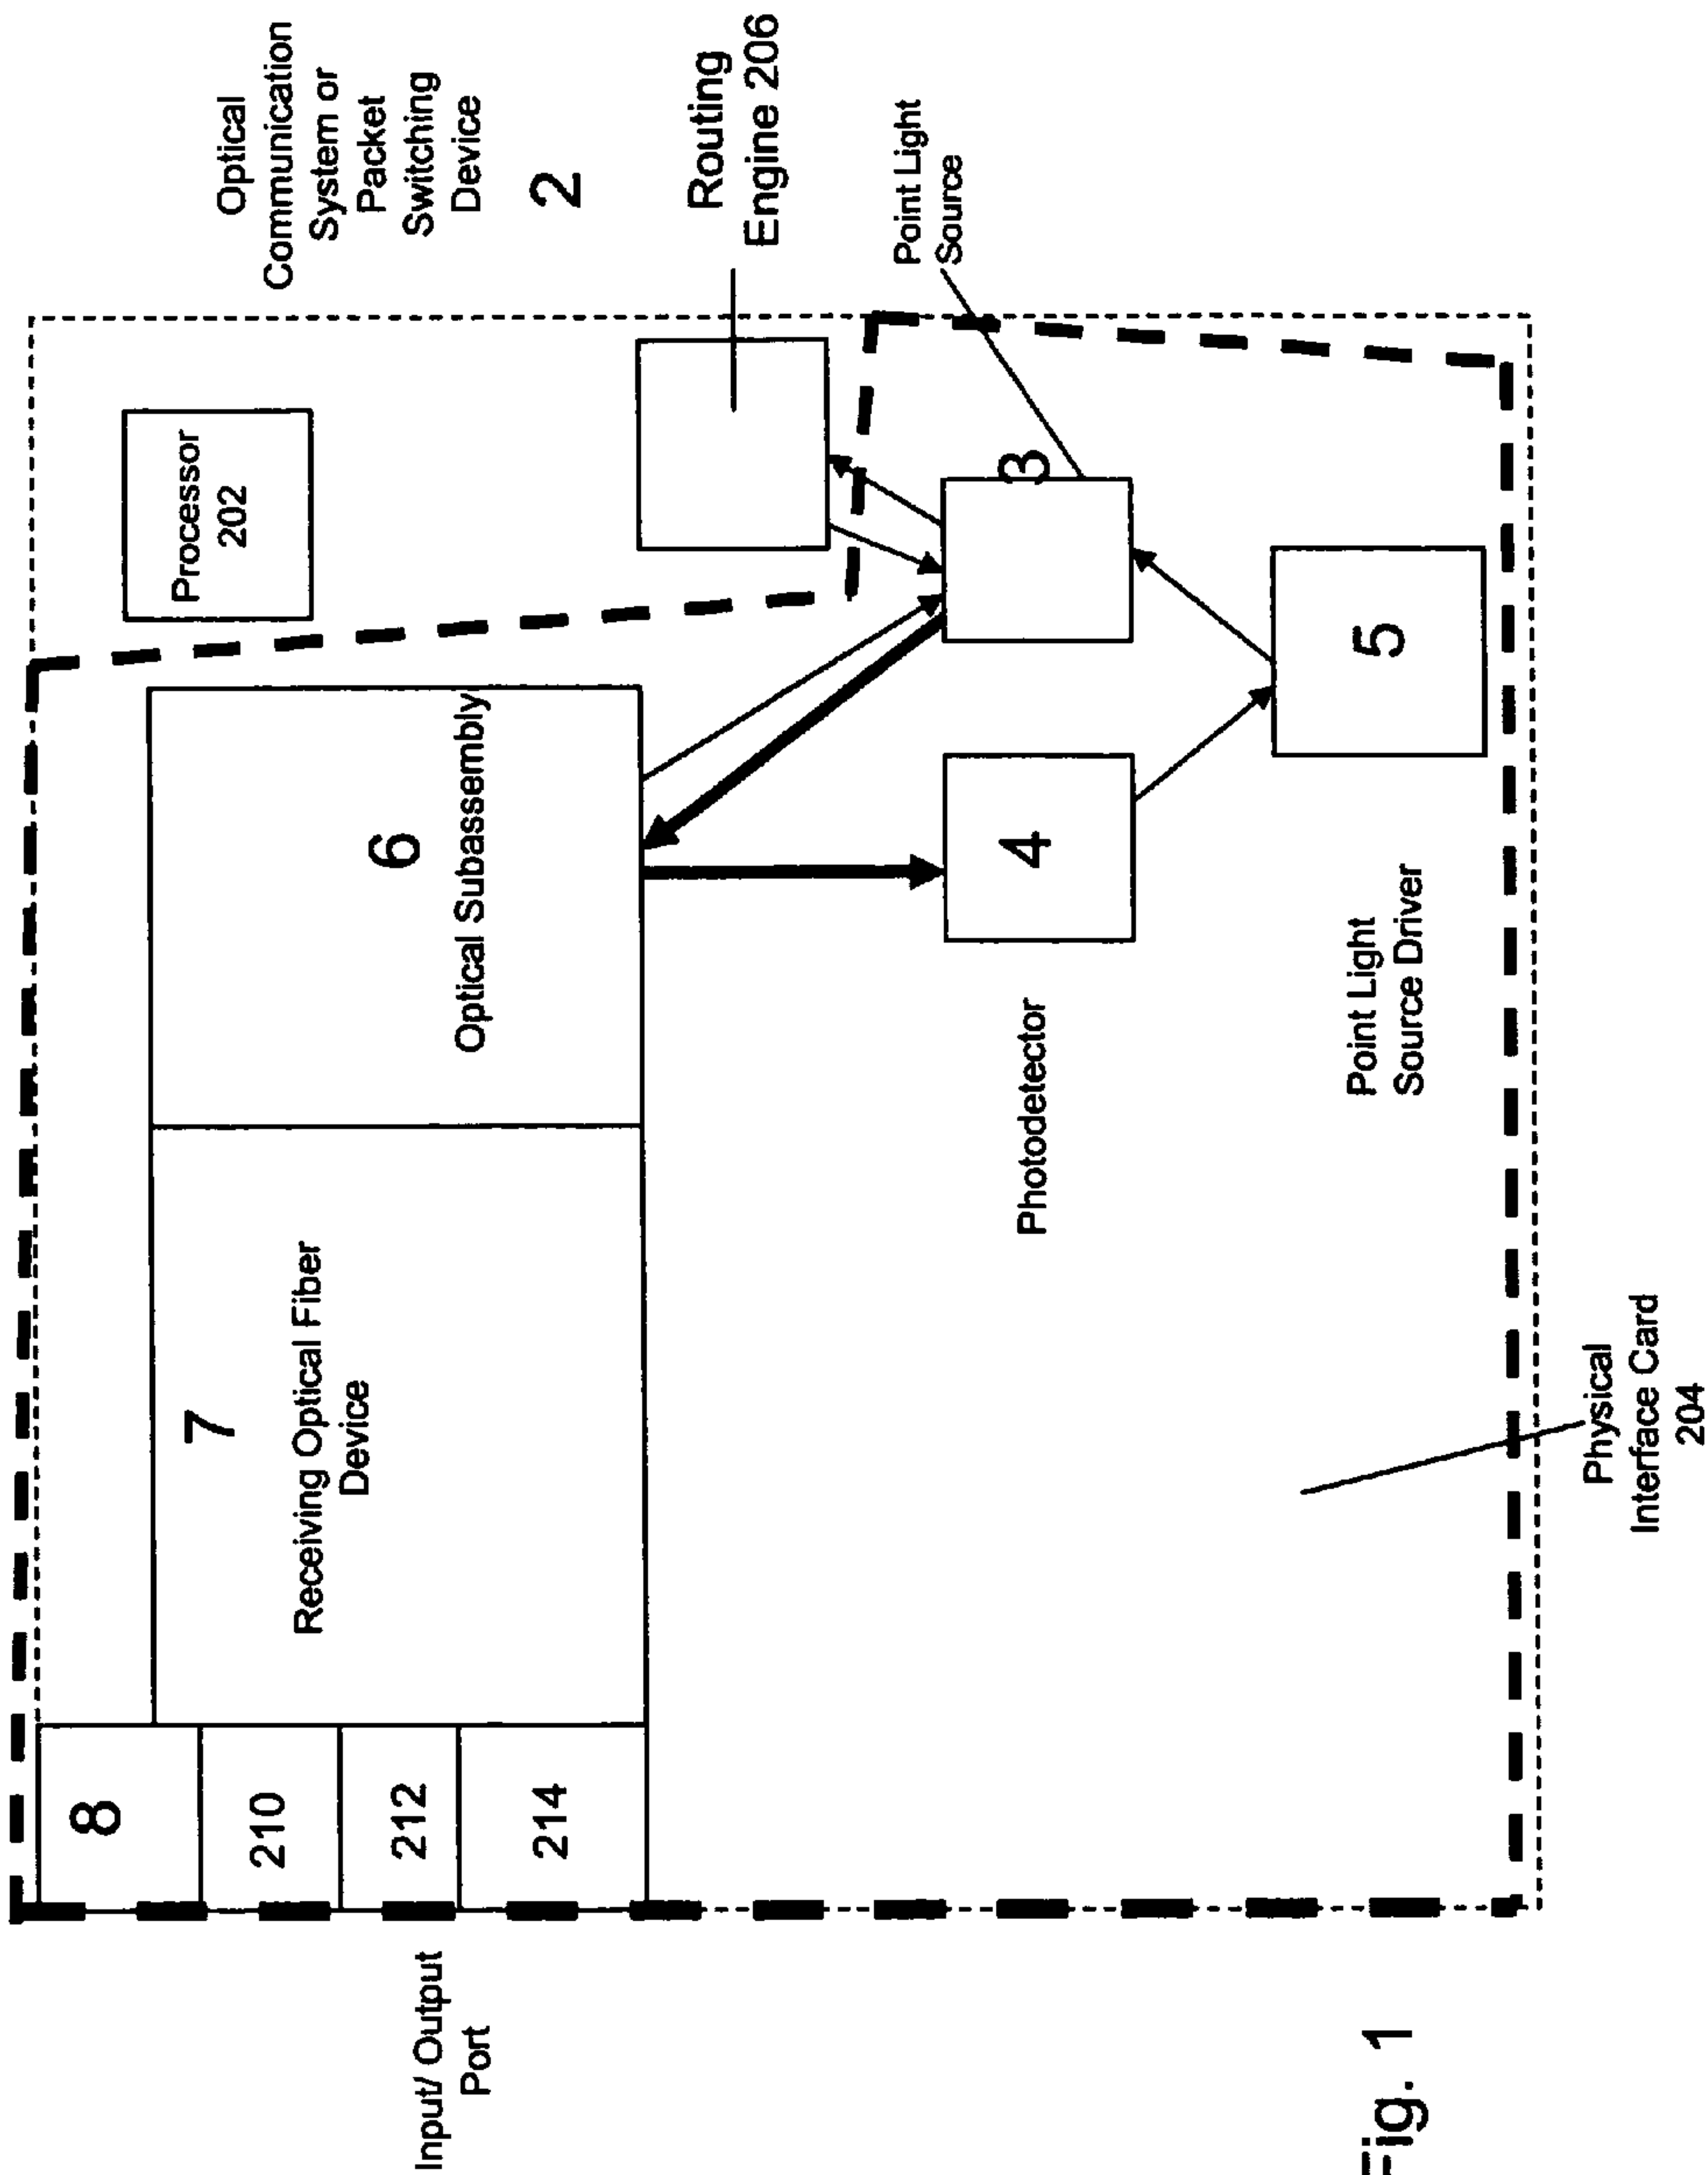 Optical
Communication
System or
Packet
Switching
Device
2
Processor
202
Routing
Engine 206
Point Light
Source
3
6
Optical Subassembly
7
Receiving Optical Fiber
Device
8
210
212
214
Input/ Output
Port
4
Photodetector
5
Point Light
Source Driver
Physical
Interface Card
204
Fig. 1